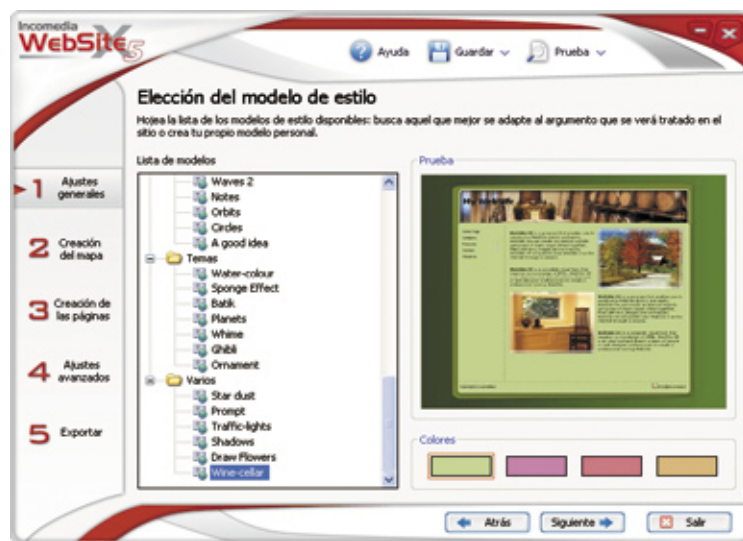 Incomedia
WebSite X5
Ayuda
Guardar
Prueba
Elección del modelo de estilo
Hojea la lista de los modelos de estilo disponibles: busca aquel que mejor se adapte al argumento que se verá tratado en el
sitio o crea tu propio modelo personal.
1 Ajustes
generales
2 Creación
del mapa
3 Creación de
las páginas
4 Ajustes
avanzados
5 Exportar
Lista de modelos
Waves 2
Notes
Orbits
Circles
A good idea
Temas
Water-colour
Sponge Effect
Batik
Planets
Whime
Ghibli
Ornament
Varios
Star dust
Prompt
Traffic-lights
Shadows
Draw Flowers
Wine-cellar
Prueba
My WebSite
Colores
Atrás
Siguiente
Salir